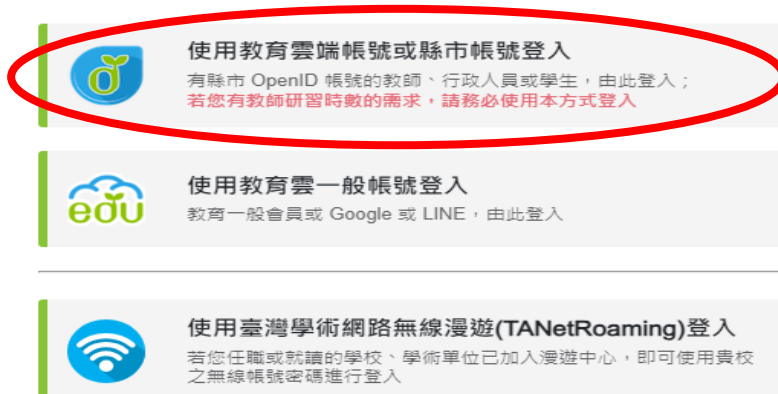 使用教育雲端帳號或縣市帳號登入
有縣市 OpenID 帳號的教師、行政人員或學生，由此登入；
若您有教師研習時數的需求，請務必使用本方式登入
edu
使用教育雲一般帳號登入
教育一般會員或 Google 或 LINE，由此登入
使用臺灣學術網路無線漫遊(TANetRoaming)登入
若您任職或就讀的學校、學術單位已加入漫遊中心，即可使用貴校
之無線帳號密碼進行登入